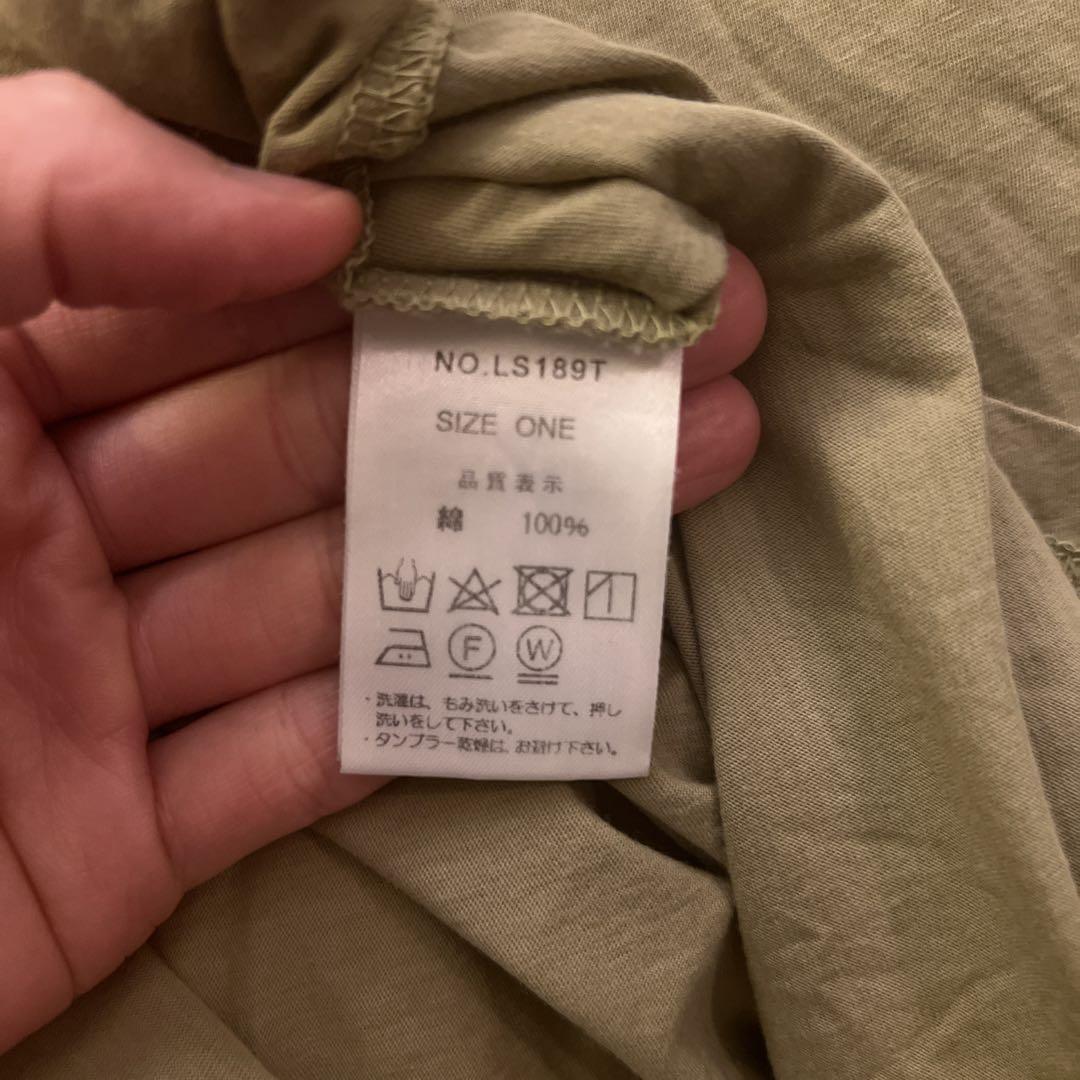 NO.LS189T
SIZE ONE
品質表示
綿 100%
F W
・洗濯は、もみ洗いをさけて、押し
洗いをして下さい。
・タンブラー乾燥は、お避け下さい。